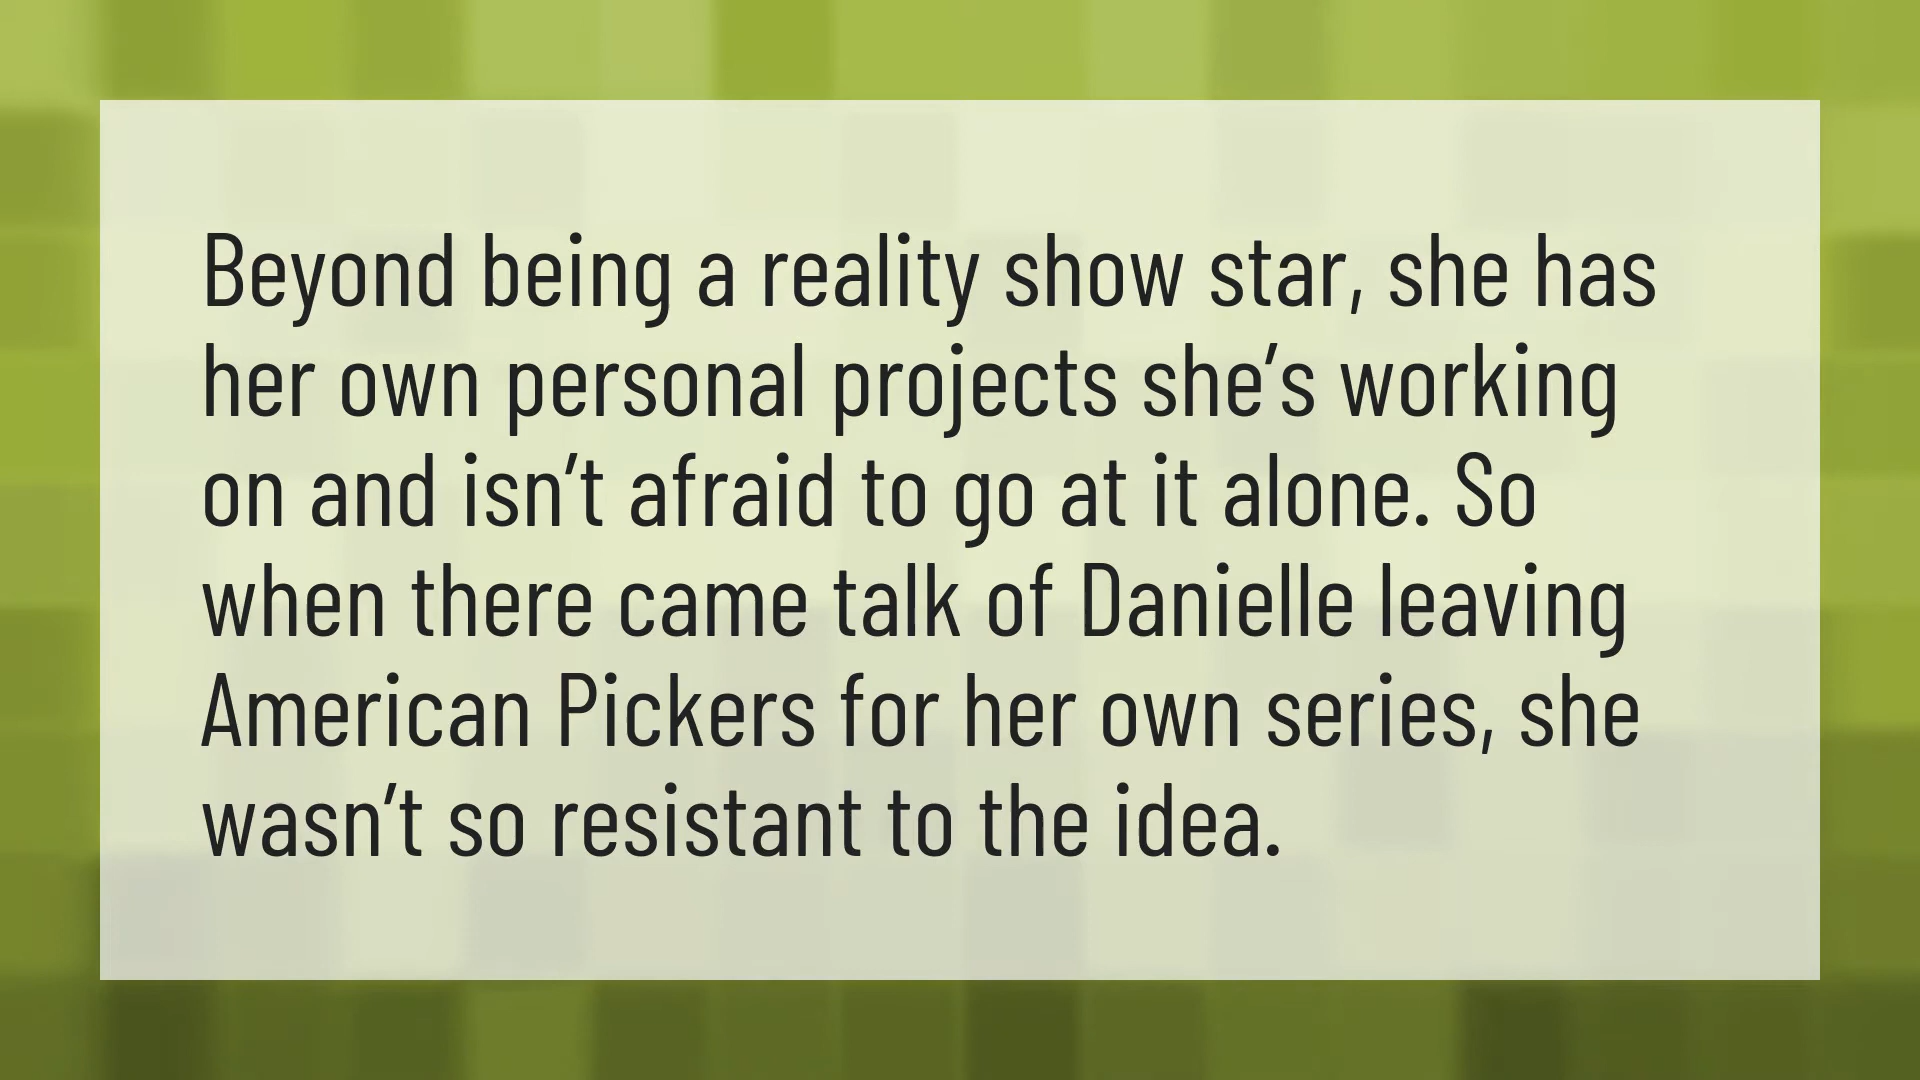 Beyond being a reality show star, she has
her own personal projects she’s working
on and isn’t afraid to go at it alone. So
when there came talk of Danielle leaving
American Pickers for her own series, she
wasn’t so resistant to the idea.